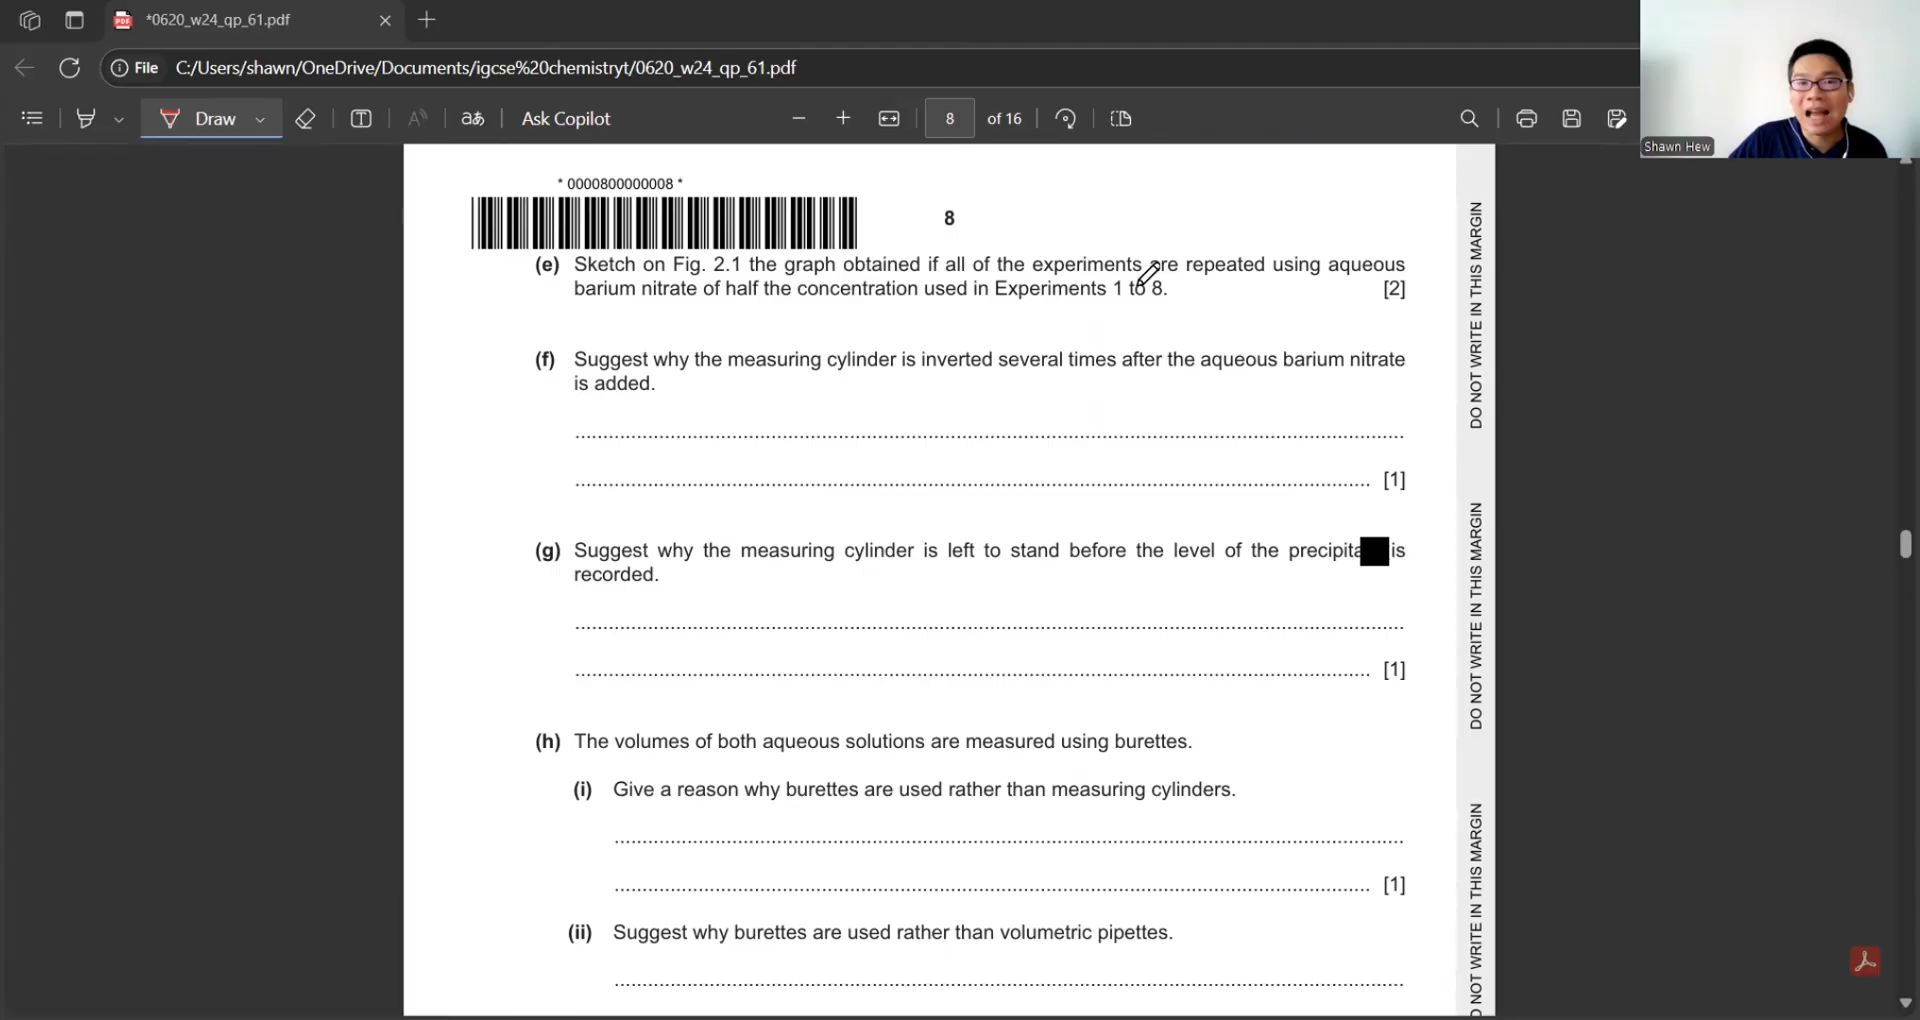 *0620_w24_qp_61.pdf
File C:/Users/shawn/OneDrive/Documents/igcse%20chemistryt/0620_w24_qp_61.pdf
Draw
aあ
Ask Copilot
8 of 16
Shawn Hew
* 0000800000008 *
8
(e) Sketch on Fig. 2.1 the graph obtained if all of the experiments are repeated using aqueous
barium nitrate of half the concentration used in Experiments 1 to 8. [2]
(f) Suggest why the measuring cylinder is inverted several times after the aqueous barium nitrate
is added.
[1]
(g) Suggest why the measuring cylinder is left to stand before the level of the is
recorded.
[1]
(h) The volumes of both aqueous solutions are measured using burettes.
(i) Give a reason why burettes are used rather than measuring cylinders.
[1]
(ii) Suggest why burettes are used rather than volumetric pipettes.
DO NOT WRITE IN THIS MARGIN
DO NOT WRITE IN THIS MARGIN
NOT WRITE IN THIS MARGIN